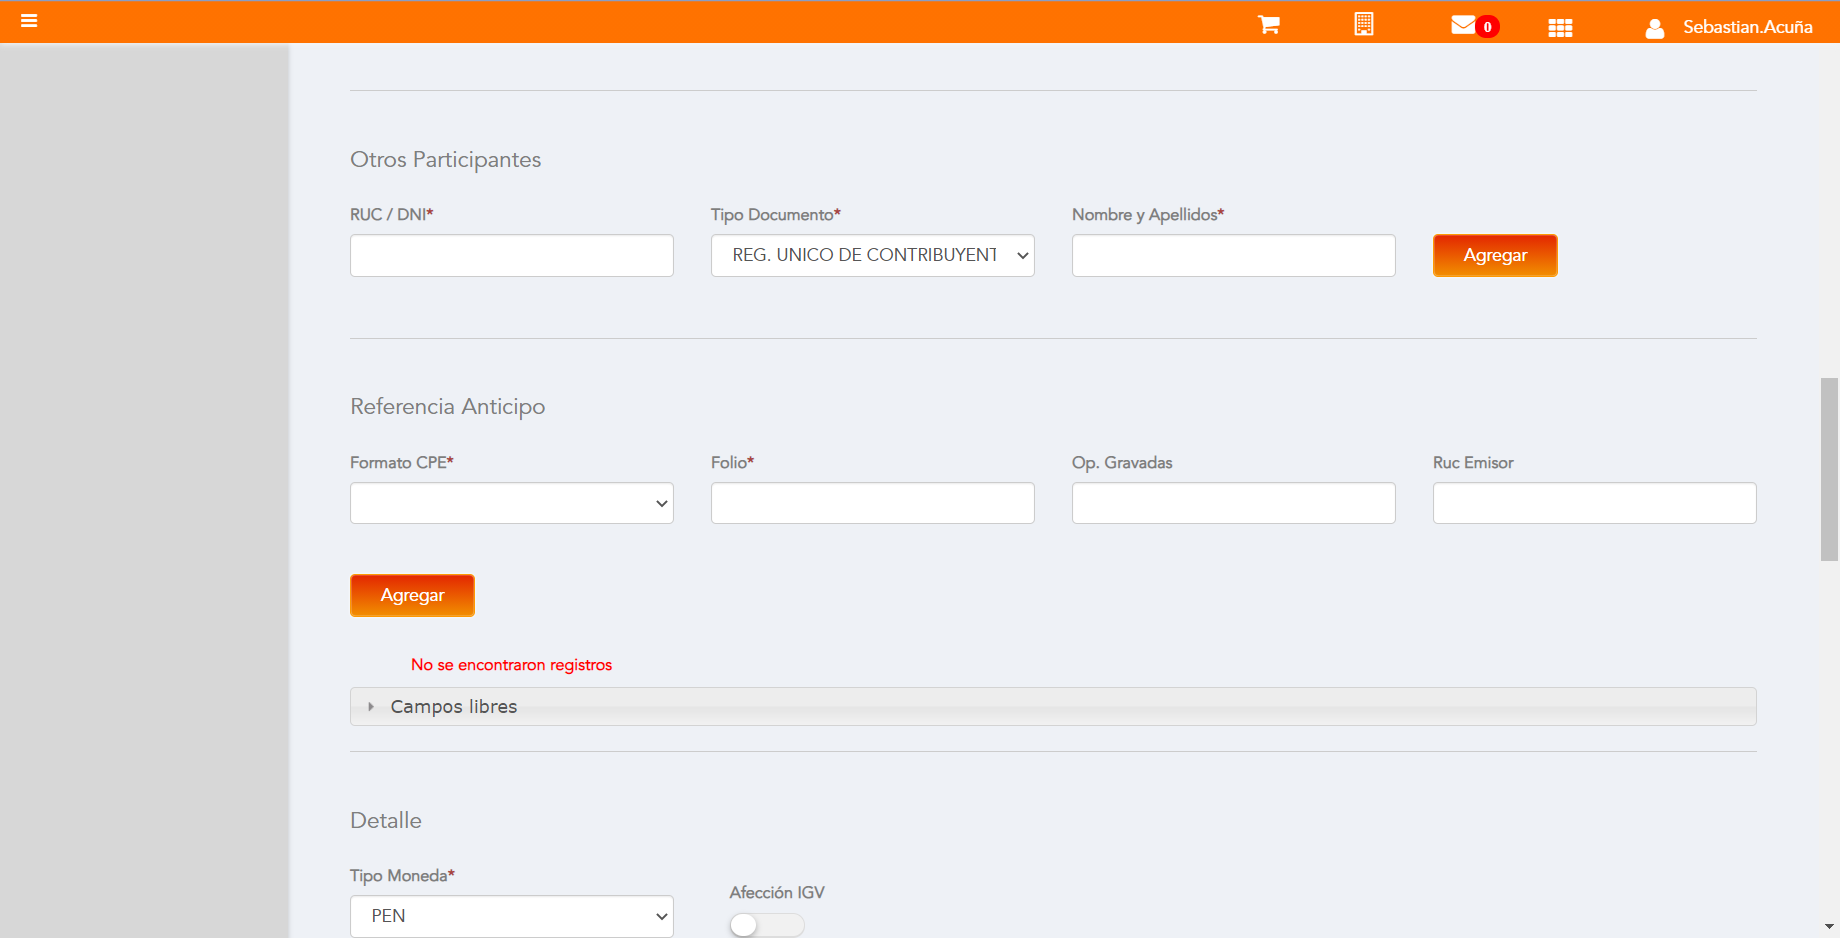 0
Sebastian.Acuña
Otros Participantes
RUC / DNI*
Tipo Documento*
Nombre y Apellidos*
REG. UNICO DE CONTRIBUYENT
Agregar
Referencia Anticipo
Formato CPE*
Folio*
Op. Gravadas
Ruc Emisor
Agregar
No se encontraron registros
Campos libres
Detalle
Tipo Moneda*
Afección IGV
PEN